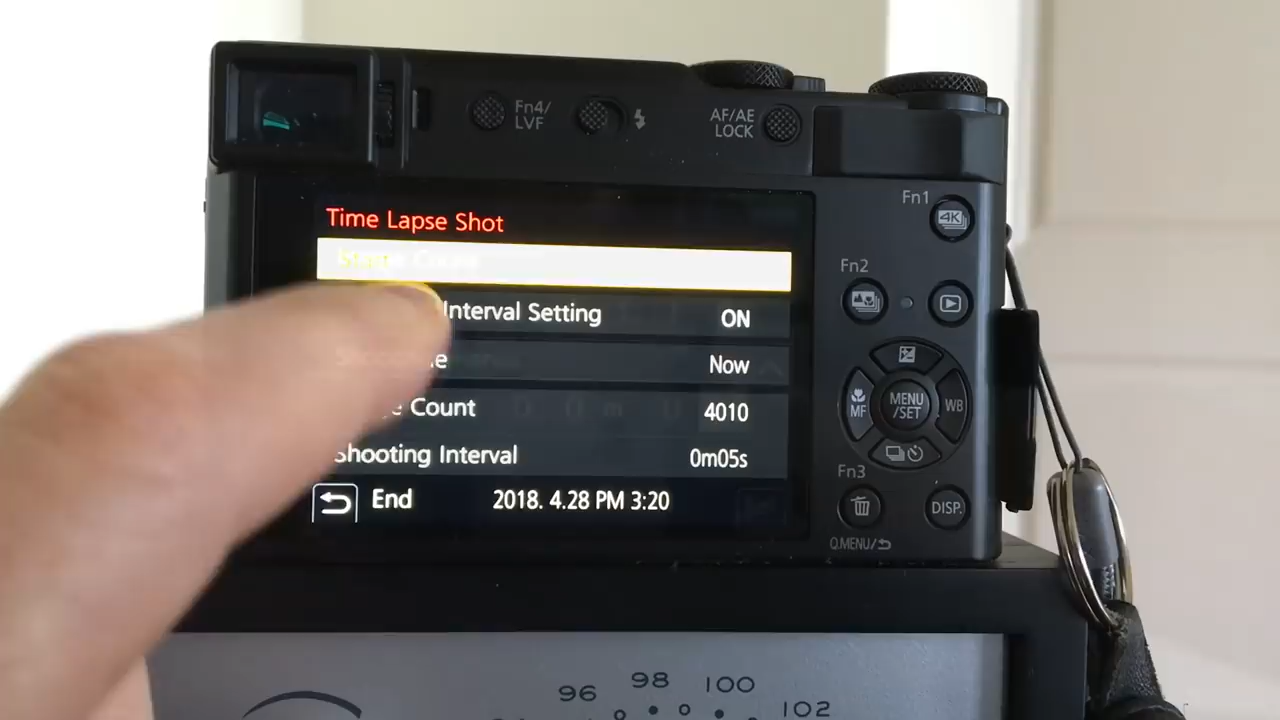 Fn4/
LVF
AF/AE
LOCK
Fn1
4K
Time Lapse Shot
Start
Fn2
Interval Setting ON
Now
Count 4010
Shooting Interval 0m05s
End 2018. 4.28 PM 3:20
MF
MENU
/SET
WB
Fn3
DISP.
Q.MENU/
96 98 100 102